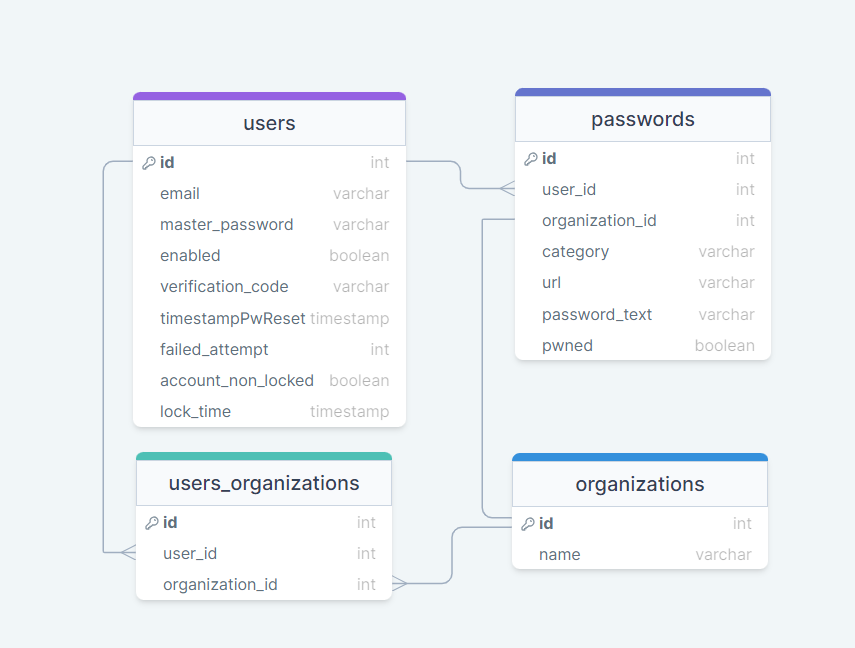 users
id int
email varchar
master_password varchar
enabled boolean
verification_code varchar
timestampPwReset timestamp
failed_attempt int
account_non_locked boolean
lock_time timestamp
passwords
id int
user_id int
organization_id int
category varchar
url varchar
password_text varchar
pwned boolean
users_organizations
id int
user_id int
organization_id int
organizations
id int
name varchar